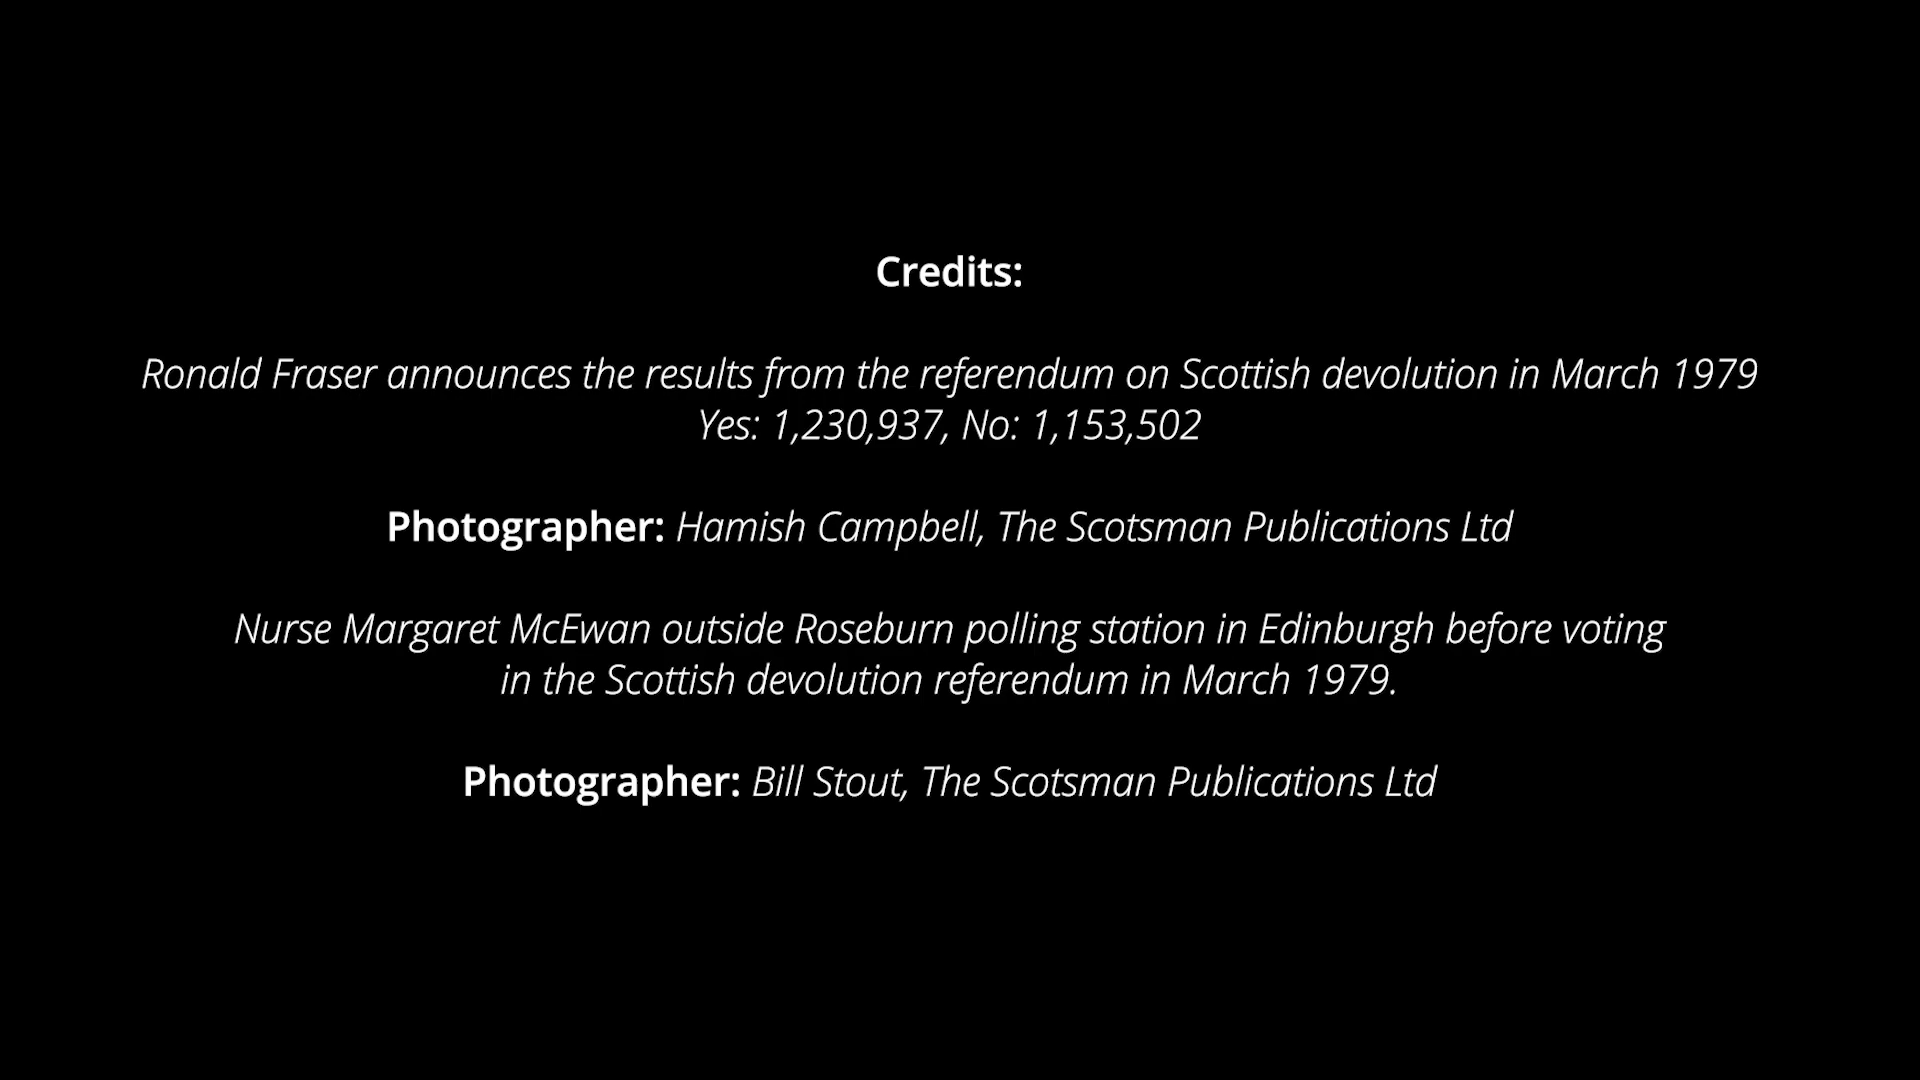 Credits:
Ronald Fraser announces the results from the referendum on Scottish devolution in March 1979
Yes: 1,230,937, No: 1,153,502
Photographer: Hamish Campbell, The Scotsman Publications Ltd
Nurse Margaret McEwan outside Roseburn polling station in Edinburgh before voting
in the Scottish devolution referendum in March 1979.
Photographer: Bill Stout, The Scotsman Publications Ltd